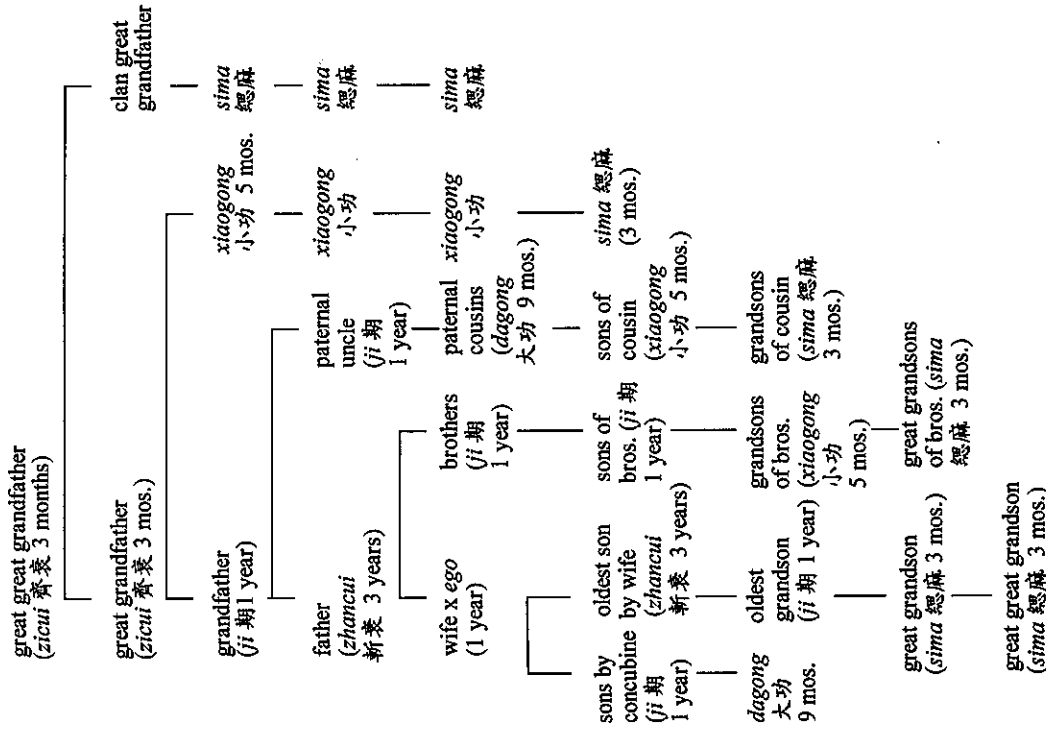 great great grandfather
(zicui 齊衰 3 months)
great grandfather
(zicui 齊衰 3 mos.)
clan great
grandfather
grandfather
(ji 期1 year)
xiaogong
小功 5 mos.
sima
緦麻
father
(zhancui
斬衰 3 years)
paternal
uncle
(ji 期
1 year)
xiaogong
小功
sima
緦麻
wife x ego
(1 year)
brothers
(ji 期
1 year)
paternal
cousins
(dagong
大功 9 mos.)
xiaogong
小功
sima
緦麻
sons by
concubine
(ji 期
1 year)
oldest son
by wife
(zhancui
斬衰 3 years)
sons of
bros. (ji 期
1 year)
sons of
cousin
(xiaogong
小功 5 mos.)
sima 緦麻
(3 mos.)
dagong
大功
9 mos.
oldest
grandson
(ji 期 1 year)
grandsons
of bros.
(xiaogong
小功
5 mos.)
grandsons
of cousin
(sima 緦麻
3 mos.)
great grandson
(sima 緦麻 3 mos.)
great grandsons
of bros. (sima
緦麻 3 mos.)
great great grandson
(sima 緦麻 3 mos.)